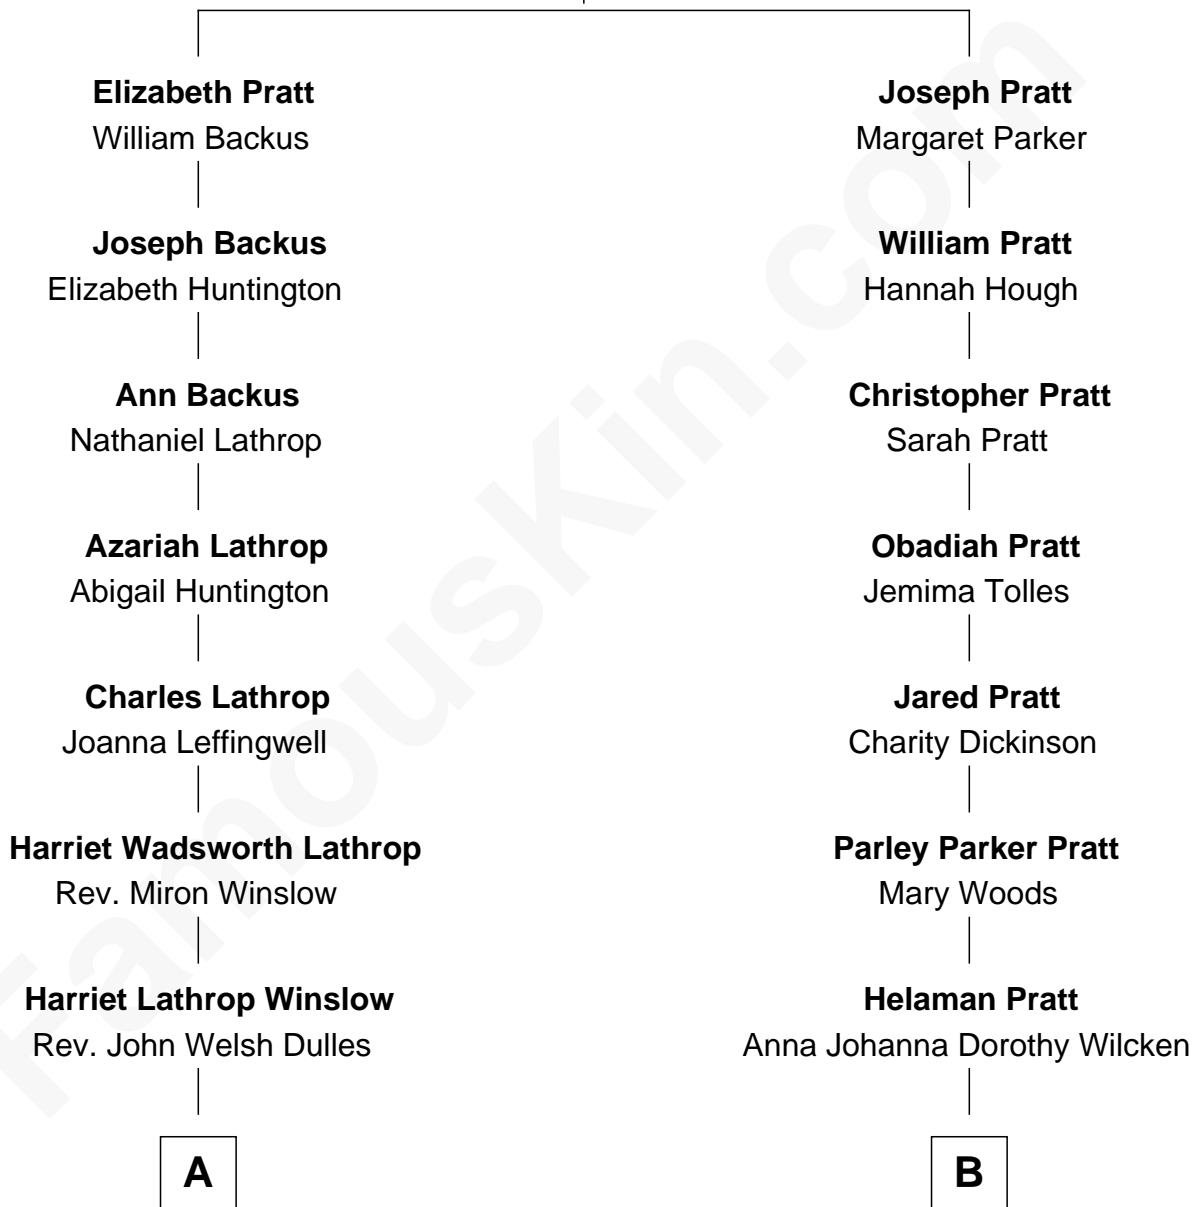 Elizabeth Pratt
William Backus
Joseph Backus
Elizabeth Huntington
Ann Backus
Nathaniel Lathrop
Azariah Lathrop
Abigail Huntington
Charles Lathrop
Joanna Leffingwell
Harriet Wadsworth Lathrop
Rev. Miron Winslow
Harriet Lathrop Winslow
Rev. John Welsh Dulles
A
Joseph Pratt
Margaret Parker
William Pratt
Hannah Hough
Christopher Pratt
Sarah Pratt
Obadiah Pratt
Jemima Tolles
Jared Pratt
Charity Dickinson
Parley Parker Pratt
Mary Woods
Helaman Pratt
Anna Johanna Dorothy Wilcken
B
FamousKin.com